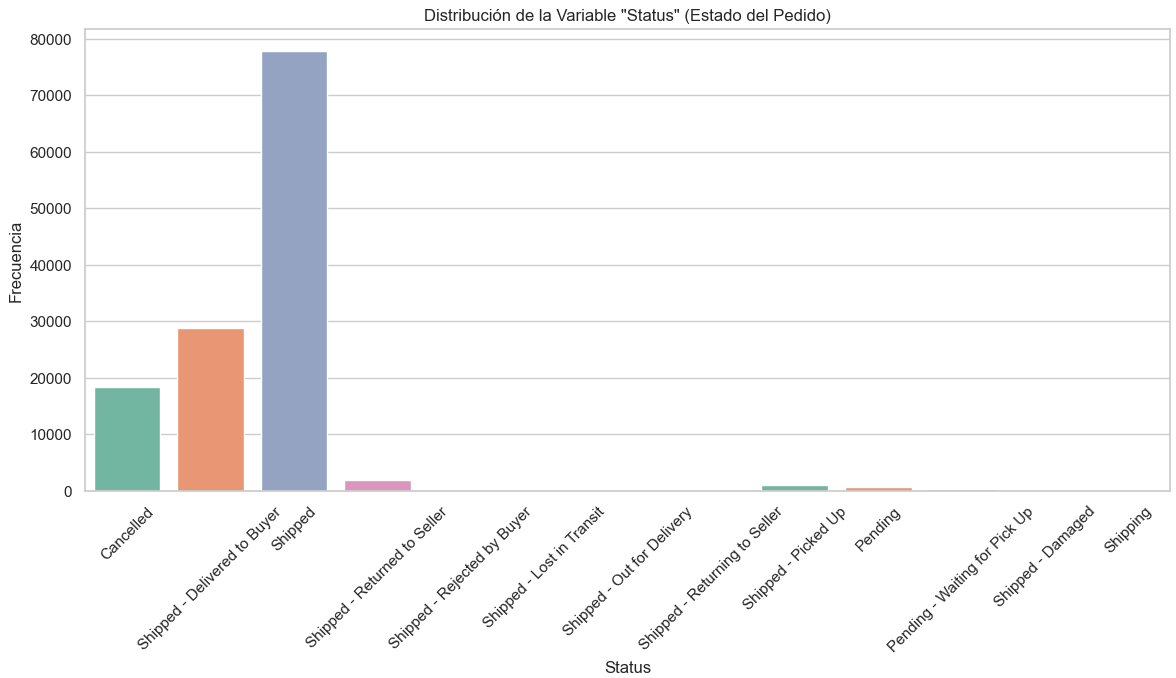 Distribución de la Variable "Status" (Estado del Pedido)
80000
70000
60000
50000
40000
30000
20000
10000
0
Frecuencia
Cancelled
Shipped - Delivered to Buyer
Shipped
Shipped - Returned to Seller
Shipped - Rejected by Buyer
Shipped - Lost in Transit
Shipped - Out for Delivery
Shipped - Returning to Seller
Shipped - Picked Up
Pending
Pending - Waiting for Pick Up
Shipped - Damaged
Shipping
Status